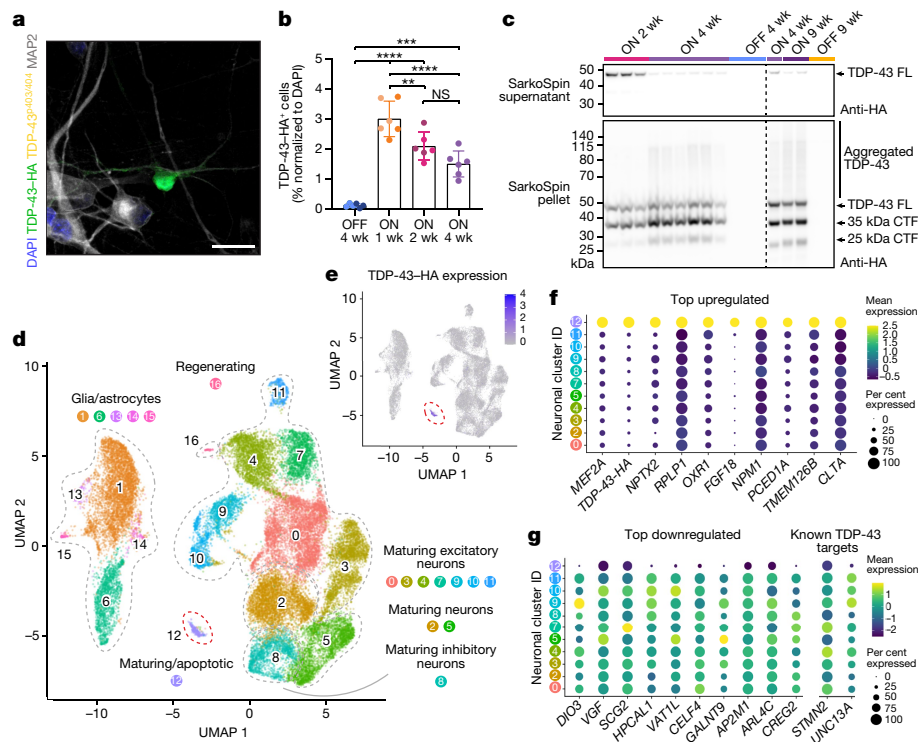 a
DAPI TDP-43–HA TDP-43p403/404 MAP2
b
TDP-43–HA+ cells
(% normalized to DAPI)
6
5
4
3
2
1
0
***
****
****
**
NS
OFF 4 wk
ON 1 wk
ON 2 wk
ON 4 wk
c
ON 2 wk
ON 4 wk
OFF 4 wk
ON 4 wk
ON 9 wk
OFF 9 wk
SarkoSpin supernatant
50
40
30
TDP-43 FL
Anti-HA
SarkoSpin pellet
140
115
80
70
50
40
30
25
kDa
Aggregated TDP-43
TDP-43 FL
35 kDa CTF
25 kDa CTF
Anti-HA
d
UMAP 2
10
5
0
−5
−10
−5
0
5
UMAP 1
Glia/astrocytes
1 6 13 14 15
Regenerating
16
Maturing excitatory neurons
0 3 4 7 9 10 11
Maturing neurons
2 5
Maturing inhibitory neurons
8
Maturing/apoptotic
12
1
13
14
15
6
16
4
7
11
9
10
0
3
2
5
8
12
e
TDP-43–HA expression
4
3
2
1
0
UMAP 2
10
5
0
−5
−10
−5
0
5
UMAP 1
f
Top upregulated
Neuronal cluster ID
12
11
10
9
8
7
5
4
3
2
0
MEF2A
TDP-43-HA
NPTX2
RPLP1
OXR1
FGF18
NPM1
PCED1A
TMEM126B
CLTA
Mean expression
2.5
2.0
1.5
1.0
0.5
0
−0.5
Per cent expressed
0
25
50
75
100
g
Top downregulated
Known TDP-43 targets
Neuronal cluster ID
12
11
10
9
8
7
5
4
3
2
0
DIO3
VGF
SCG2
HPCAL1
VAT1L
CELF4
GALNT9
AP2M1
ARL4C
CREG2
STMN2
UNC13A
Mean expression
2
1
0
−1
−2
Per cent expressed
0
25
50
75
100